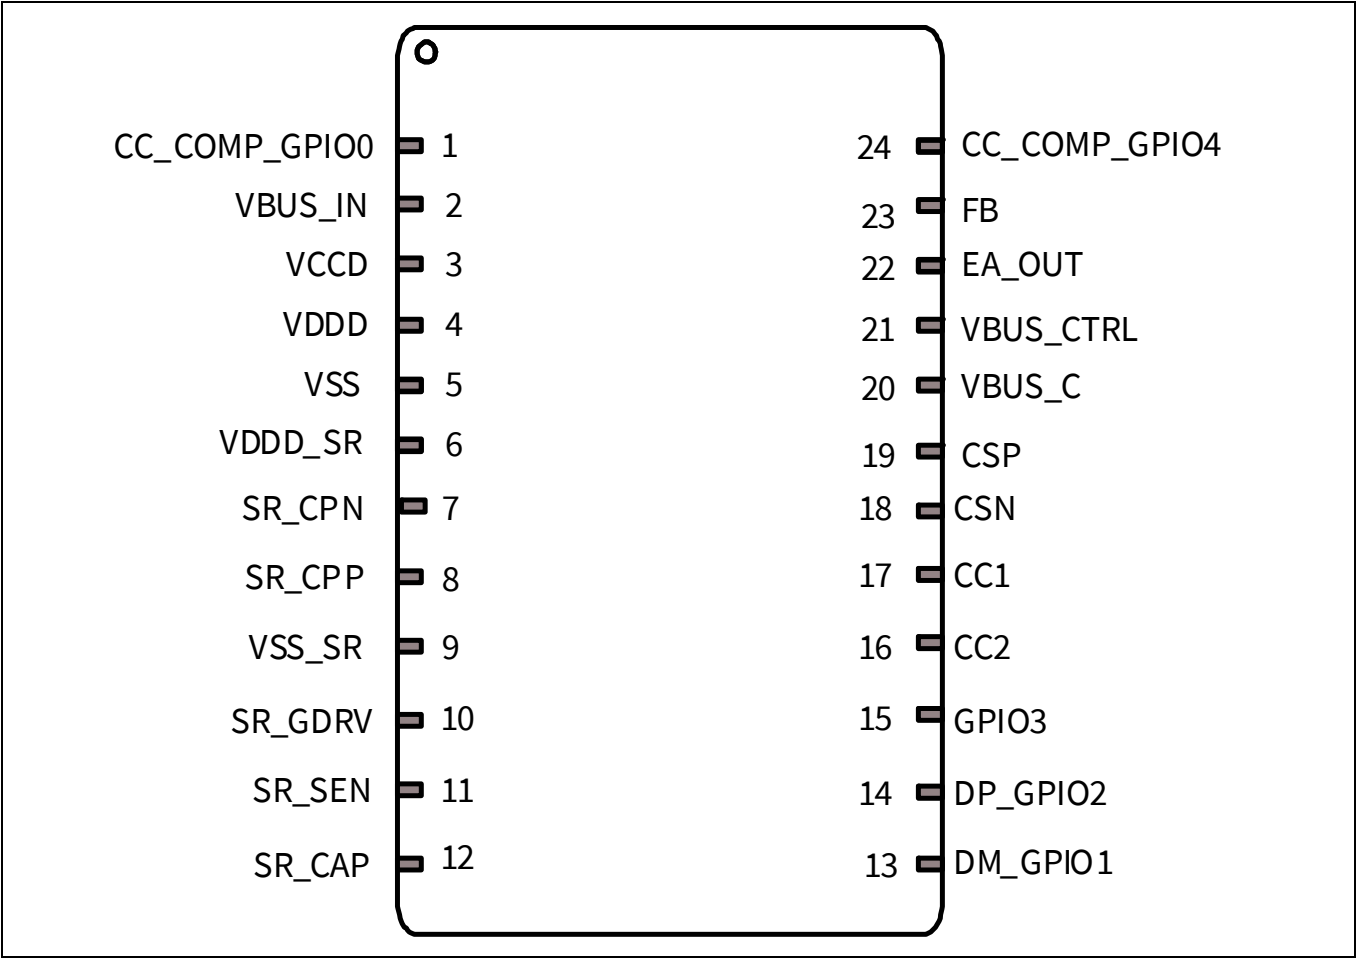 CC_COMP_GPIO0 1 24 CC_COMP_GPIO4
VBUS_IN 2 23 FB
VCCD 3 22 EA_OUT
VDDD 4 21 VBUS_CTRL
VSS 5 20 VBUS_C
VDDD_SR 6 19 CSP
SR_CPN 7 18 CSN
SR_CPP 8 17 CC1
VSS_SR 9 16 CC2
SR_GDRV 10 15 GPIO3
SR_SEN 11 14 DP_GPIO2
SR_CAP 12 13 DM_GPIO1